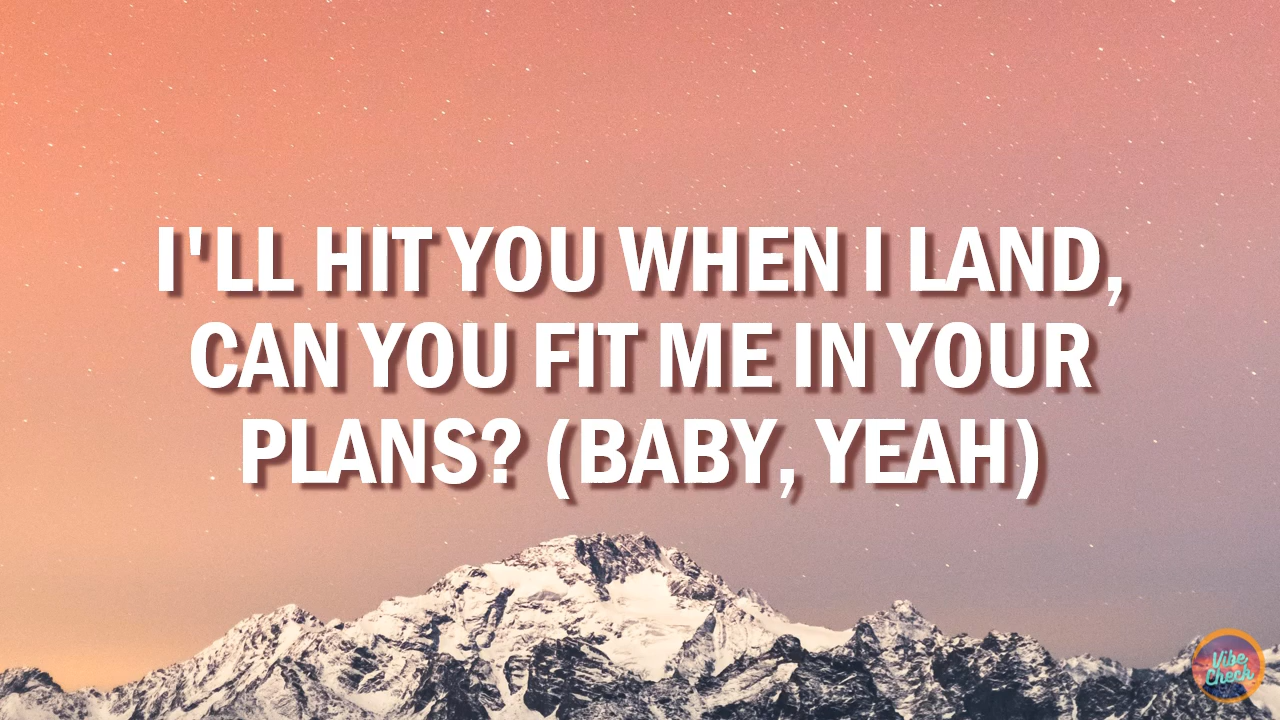 I'LL HIT YOU WHEN I LAND,
CAN YOU FIT ME IN YOUR
PLANS? (BABY, YEAH)
Vibe
Check